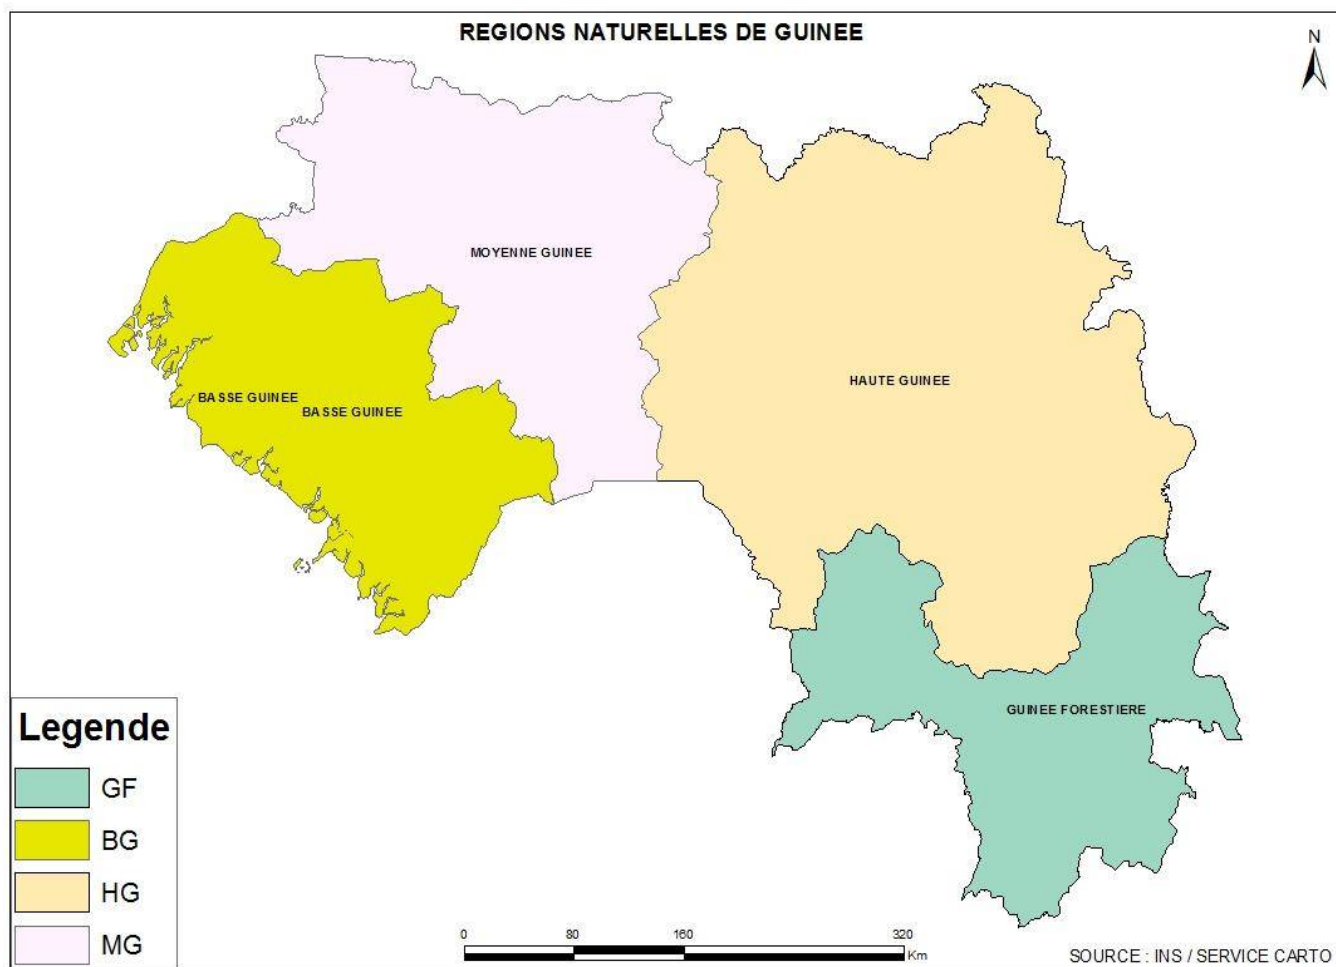 REGIONS NATURELLES DE GUINEE
N
MOYENNE GUINEE
HAUTE GUINEE
BASSE GUINEE
BASSE GUINEE
GUINEE FORESTIERE
Legende
GF
BG
HG
MG
0 80 160 320
Km
SOURCE : INS / SERVICE CARTO